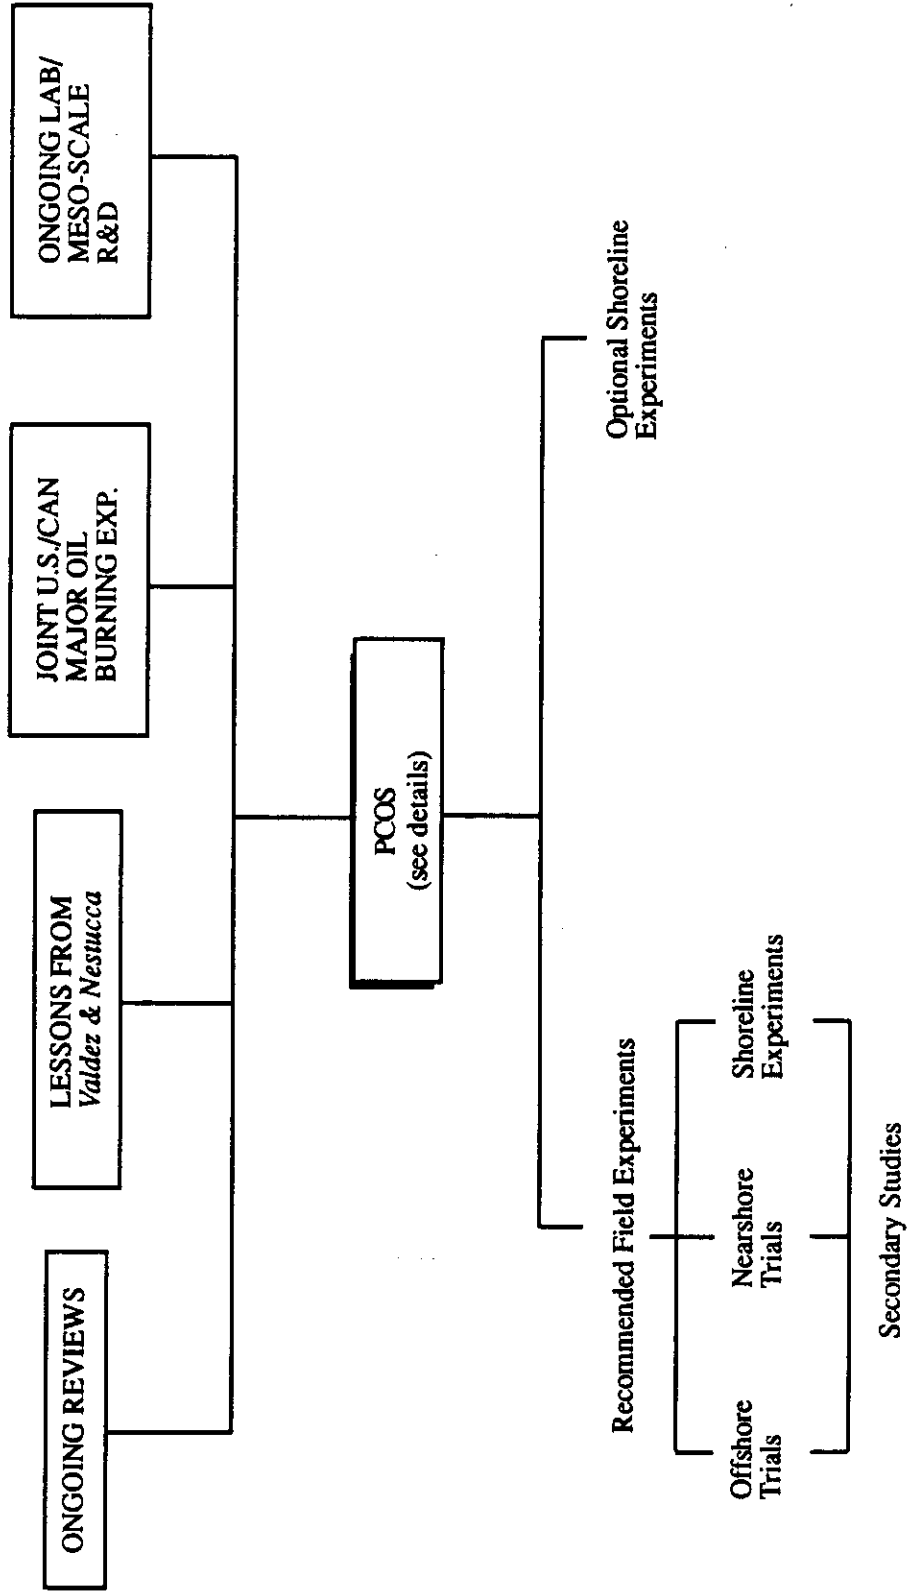 ONGOING REVIEWS
LESSONS FROM
Valdez & Nestucca
JOINT U.S./CAN
MAJOR OIL
BURNING EXP.
ONGOING LAB/
MESO-SCALE
R&D
PCOS
(see details)
Recommended Field Experiments
Optional Shoreline
Experiments
Offshore
Trials
Nearshore
Trials
Shoreline
Experiments
Secondary Studies